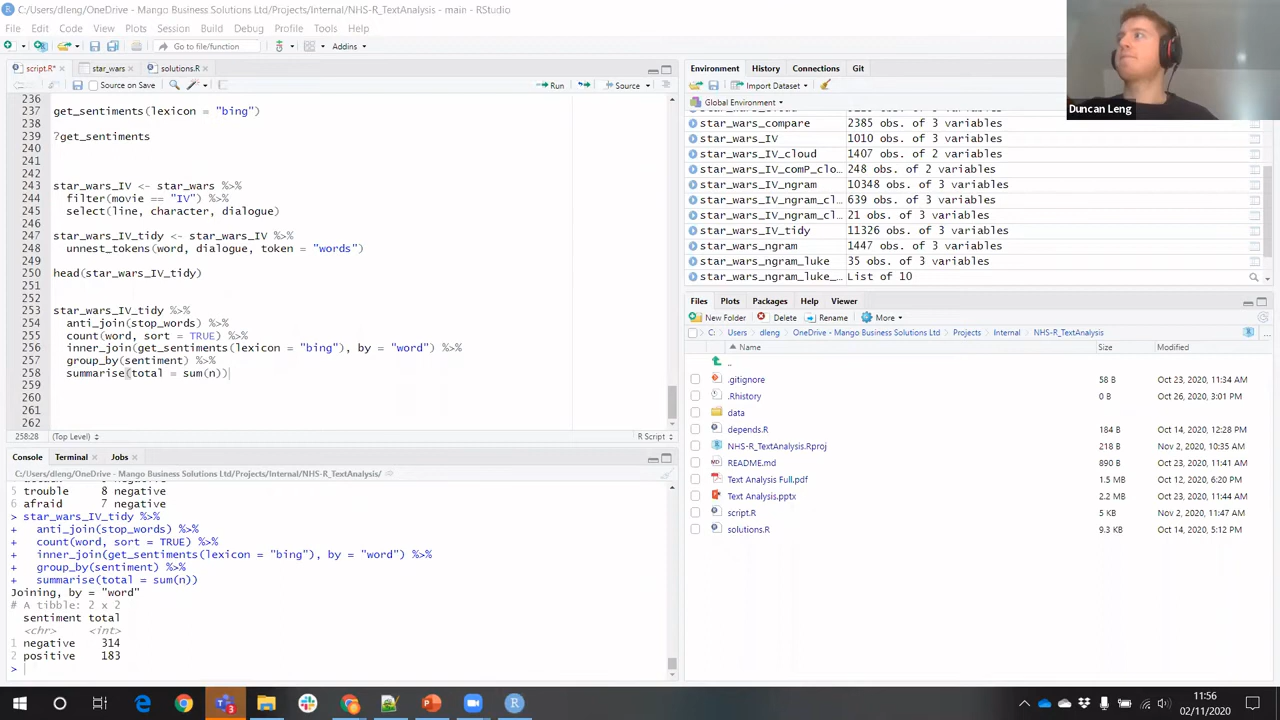 C:/Users/dleng/OneDrive - Mango Business Solutions Ltd/Projects/Internal/NHS-R_TextAnalysis - main - RStudio
File Edit Code View Plots Session Build Debug Profile Tools Help
Go to file/function Addins
script.R* star_wars solutions.R
Source on Save Run Source
236
237 get_sentiments(lexicon = "bing")
238
239 ?get_sentiments
240
241
242
243 star_wars_IV <- star_wars %>%
244 filter(movie == "IV") %>%
245 select(line, character, dialogue)
246
247 star_wars_IV_tidy <- star_wars_IV %>%
248 unnest_tokens(word, dialogue, token = "words")
249
250 head(star_wars_IV_tidy)
251
252
253 star_wars_IV_tidy %>%
254 anti_join(stop_words) %>%
255 count(word, sort = TRUE) %>%
256 inner_join(get_sentiments(lexicon = "bing"), by = "word") %>%
257 group_by(sentiment) %>%
258 summarise(total = sum(n))
259
260
261
262
258:28 (Top Level) R Script
Console Terminal Jobs
C:/Users/dleng/OneDrive - Mango Business Solutions Ltd/Projects/Internal/NHS-R_TextAnalysis/
5 trouble 8 negative
6 afraid 7 negative
> star_wars_IV_tidy %>%
+ anti_join(stop_words) %>%
+ count(word, sort = TRUE) %>%
+ inner_join(get_sentiments(lexicon = "bing"), by = "word") %>%
+ group_by(sentiment) %>%
+ summarise(total = sum(n))
Joining, by = "word"
# A tibble: 2 x 2
sentiment total
<chr> <int>
1 negative 314
2 positive 183
>
Environment History Connections Git
Import Dataset
Global Environment
star_wars_compare 2385 obs. of 3 variables
star_wars_IV 1010 obs. of 3 variables
star_wars_IV_cloud 1407 obs. of 2 variables
star_wars_IV_comP_clo... 248 obs. of 2 variables
star_wars_IV_ngram 10348 obs. of 3 variables
star_wars_IV_ngram_cl... 639 obs. of 3 variables
star_wars_IV_ngram_cl... 21 obs. of 3 variables
star_wars_IV_tidy 11326 obs. of 3 variables
star_wars_ngram 1447 obs. of 3 variables
star_wars_ngram_luke 35 obs. of 3 variables
star_wars_ngram_luke_... List of 10
Files Plots Packages Help Viewer
New Folder Delete Rename More
C: Users dleng OneDrive - Mango Business Solutions Ltd Projects Internal NHS-R_TextAnalysis ...
Name Size Modified
..
.gitignore 58 B Oct 23, 2020, 11:34 AM
.Rhistory 0 B Oct 26, 2020, 3:01 PM
data
depends.R 184 B Oct 14, 2020, 12:28 PM
NHS-R_TextAnalysis.Rproj 218 B Nov 2, 2020, 10:35 AM
README.md 890 B Oct 23, 2020, 11:41 AM
Text Analysis Full.pdf 1.5 MB Oct 12, 2020, 6:20 PM
Text Analysis.pptx 2.2 MB Oct 23, 2020, 11:44 AM
script.R 5 KB Nov 2, 2020, 11:47 AM
solutions.R 9.3 KB Oct 14, 2020, 5:12 PM
Duncan Leng
11:56
02/11/2020